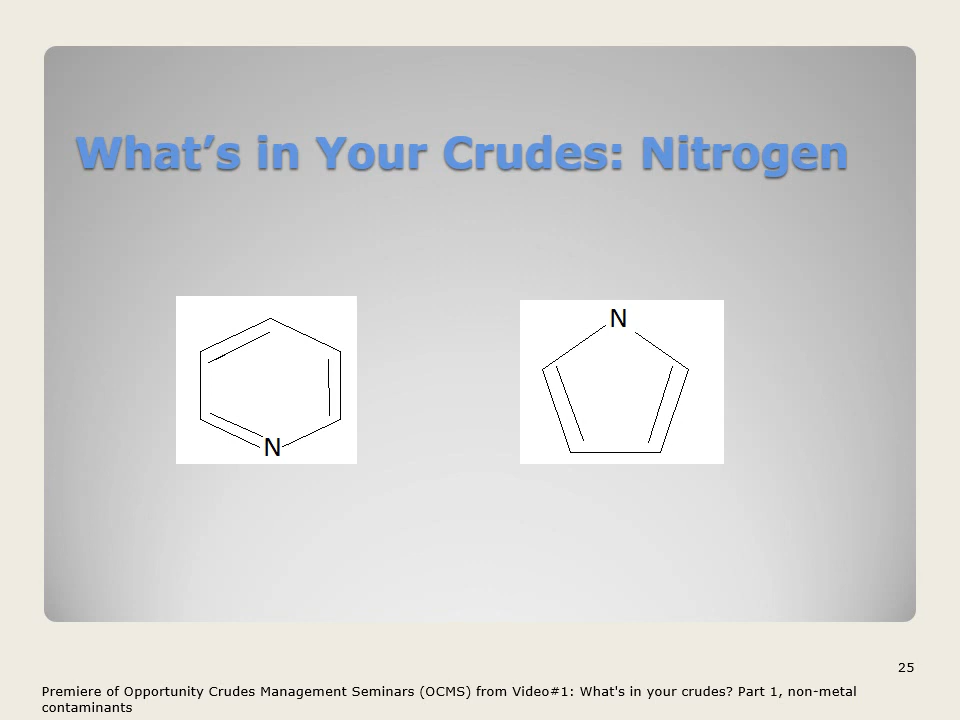 What’s in Your Crudes: Nitrogen
N
N
25
Premiere of Opportunity Crudes Management Seminars (OCMS) from Video#1: What's in your crudes? Part 1, non-metal
contaminants